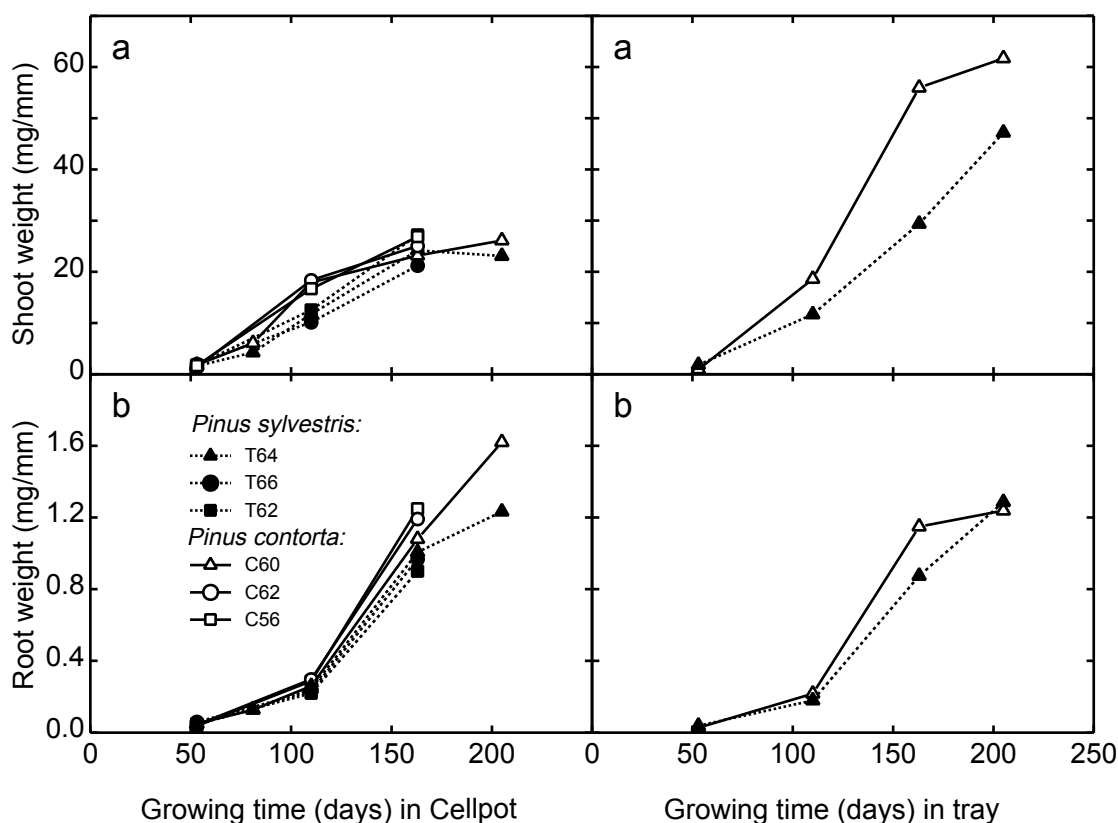 a
a
60
40
20
0
Shoot weight (mg/mm)
b
b
Pinus sylvestris:
T64
T66
T62
Pinus contorta:
C60
C62
C56
1.6
1.2
0.8
0.4
0.0
Root weight (mg/mm)
0 50 100 150 200
0 50 100 150 200 250
Growing time (days) in Cellpot
Growing time (days) in tray